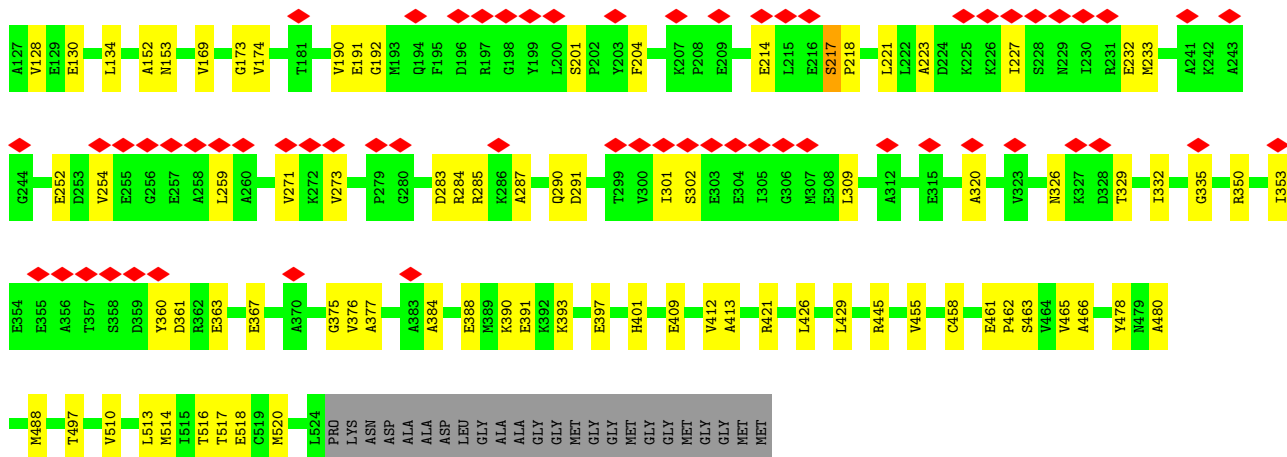 A127 V128 E129 E130 L134 A152 N153 V169 G173 V174 T181 V190 E191 G192 M193 Q194 F195 D196 R197 G198 Y199 L200 S201 P202 Y203 F204 K207 P208 E209 E214 L215 E216 S217 P218 L221 L222 A223 D224 K225 K226 I227 S228 N229 I230 R231 E232 M233 A241 K242 A243
G244 E252 D253 V254 E255 G256 E257 A258 L259 A260 V271 K272 V273 P279 G280 D283 R284 R285 K286 A287 Q290 D291 T299 V300 I301 S302 E303 E304 I305 G306 M307 E308 L309 A312 E315 A320 V323 N326 K327 D328 T329 I332 G335 R350 I353
E354 E355 A356 T357 S358 D359 Y360 D361 R362 E363 E367 A370 G375 V376 A377 A383 A384 E388 M389 K390 E391 K392 K393 E397 H401 E409 V412 A413 R421 L426 L429 R445 V455 C458 E461 P462 S463 V464 V465 A466 Y478 N479 A480
M488 T497 V510 L513 M514 I515 T516 T517 E518 C519 M520 L524 PRO LYS ASN ASP ALA ALA ASP LEU GLY ALA ALA GLY GLY MET GLY GLY MET GLY GLY MET GLY GLY MET MET